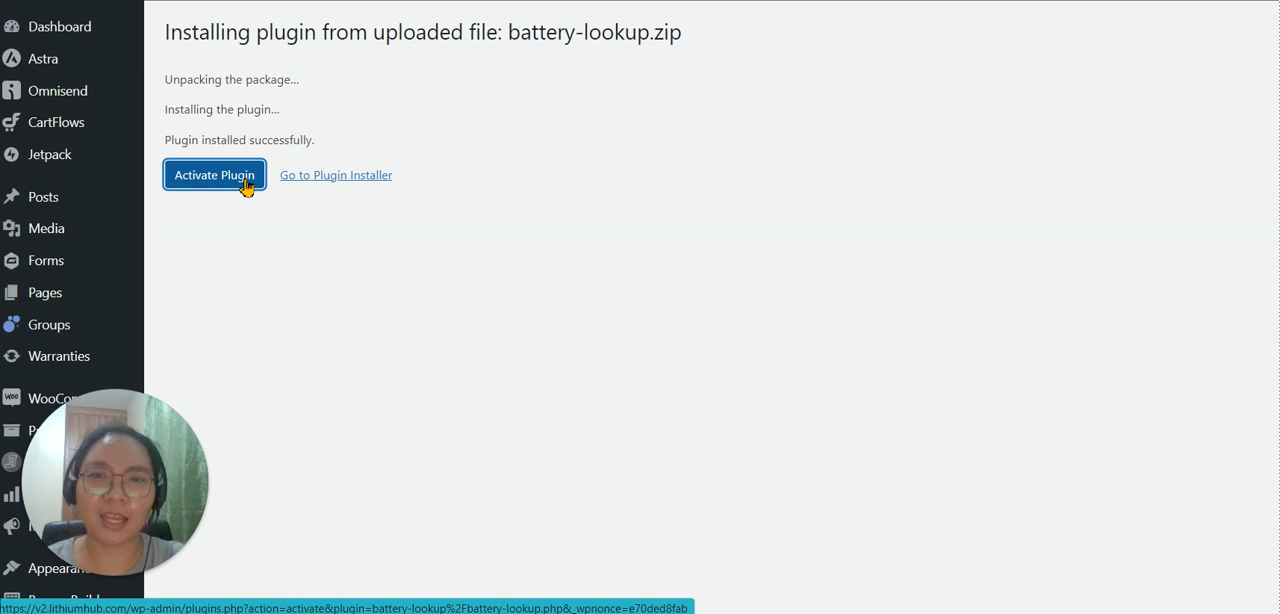 Dashboard
Astra
Omnisend
CartFlows
Jetpack
Posts
Media
Forms
Pages
Groups
Warranties
Installing plugin from uploaded file: battery-lookup.zip
Unpacking the package...
Installing the plugin...
Plugin installed successfully.
Activate Plugin Go to Plugin Installer
https://v2.lithiumhub.com/wp-admin/plugins.php?action=activate&plugin=battery-lookup%2Fbattery-lookup.php&_wpnonce=e70ded8fab